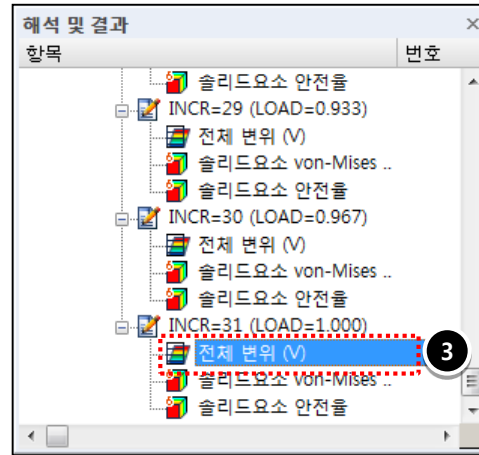 해석 및 결과
항목 번호
솔리드요소 안전율
INCR=29 (LOAD=0.933)
전체 변위 (V)
솔리드요소 von-Mises ..
솔리드요소 안전율
INCR=30 (LOAD=0.967)
전체 변위 (V)
솔리드요소 von-Mises ..
솔리드요소 안전율
INCR=31 (LOAD=1.000)
전체 변위 (V) 3
솔리드요소 von-Mises ..
솔리드요소 안전율